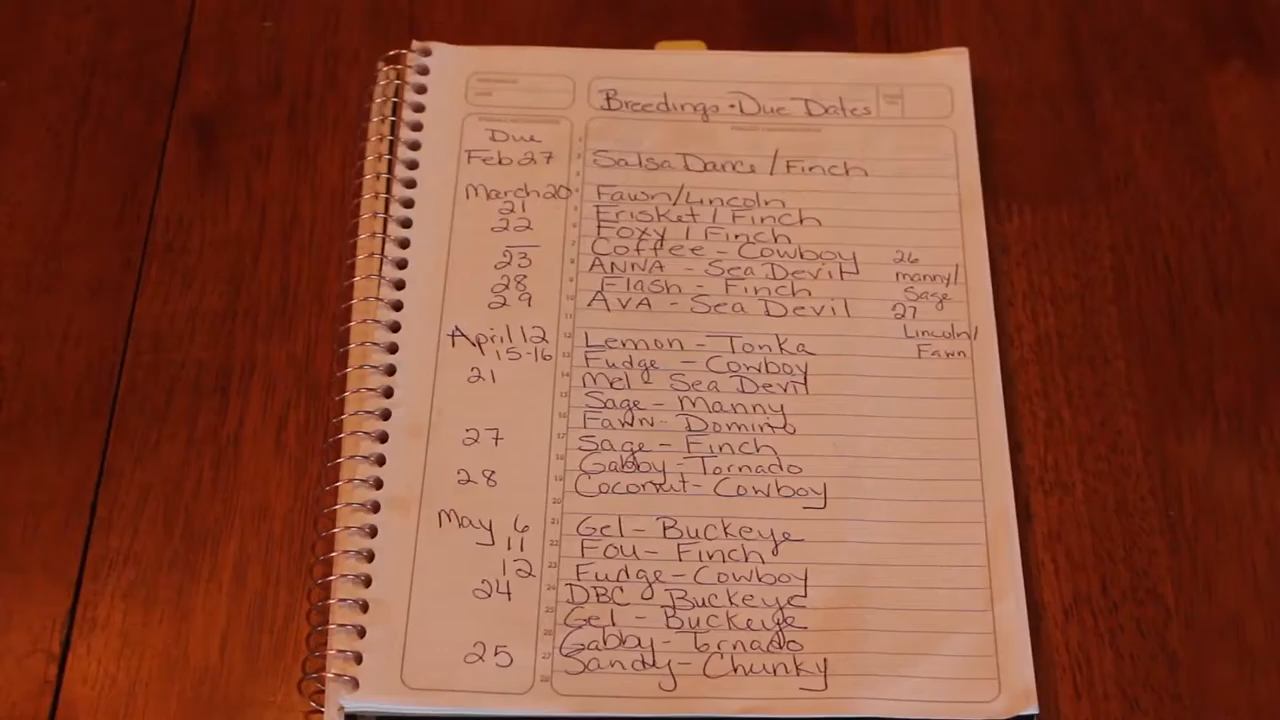 Breedings • Due Dates
Due
Feb 27 Salsa Dance / Finch
March 20 Fawn/Lincoln
21 Frisket / Finch
22 Foxy / Finch
Coffee - Cowboy 26
23 ANNA - Sea Devil manny/
28 Flash - Finch Sage
29 AVA - Sea Devil 27
Lincoln/
April 12 Lemon - Tonka Fawn
15-16 Fudge - Cowboy
21 Mel - Sea Devil
Sage - Manny
Fawn - Domino
27 Sage - Finch
Gabby - Tornado
28 Coconut - Cowboy
May 6 Gel - Buckeye
11 Fou - Finch
12 Fudge - Cowboy
24 DBC - Buckeye
Gel - Buckeye
Gabby - Tornado
25 Sandy - Chunky